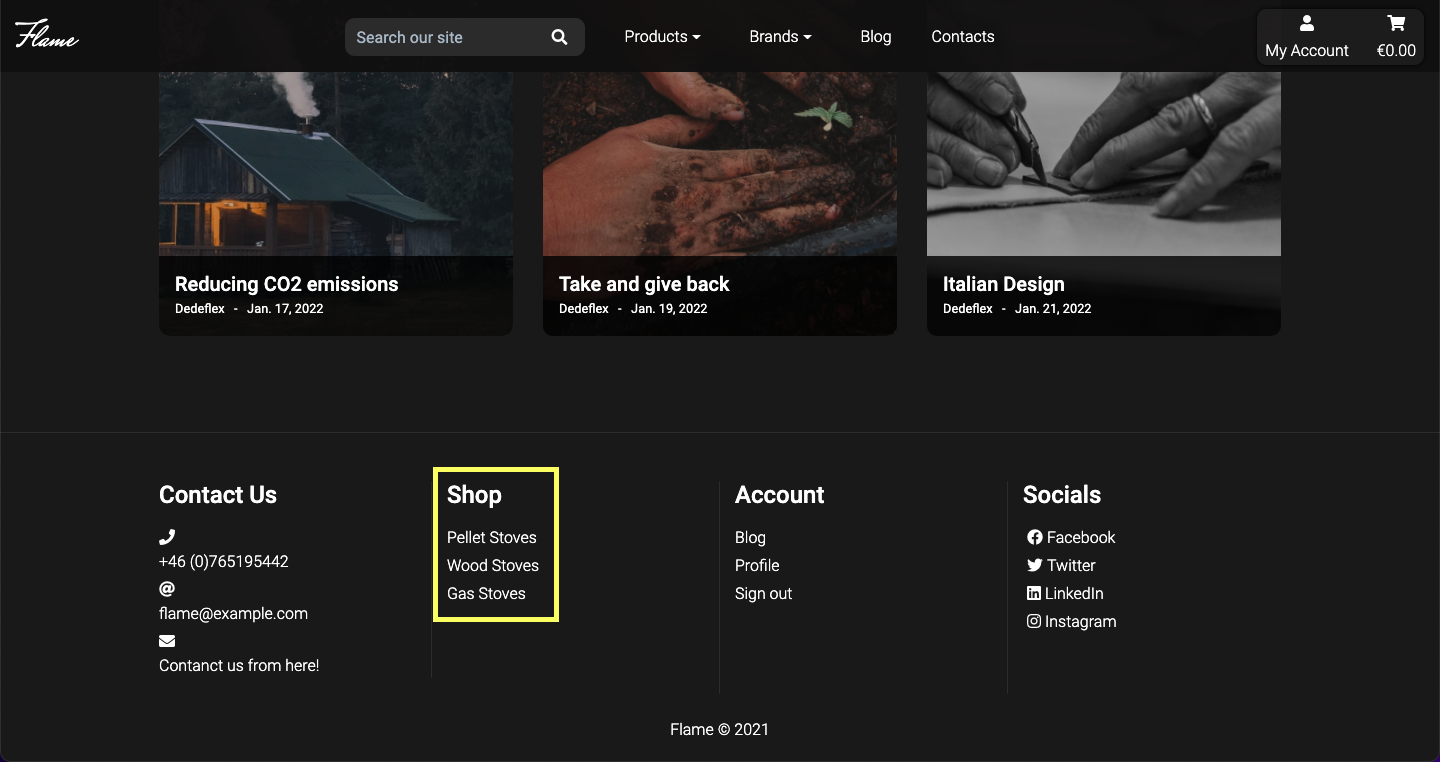 Flame
Search our site
Products
Brands
Blog
Contacts
My Account
€0.00
Reducing CO2 emissions
Dedeflex - Jan. 17, 2022
Take and give back
Dedeflex - Jan. 19, 2022
Italian Design
Dedeflex - Jan. 21, 2022
Contact Us
+46 (0)765195442
flame@example.com
Contanct us from here!
Shop
Pellet Stoves
Wood Stoves
Gas Stoves
Account
Blog
Profile
Sign out
Socials
Facebook
Twitter
LinkedIn
Instagram
Flame © 2021